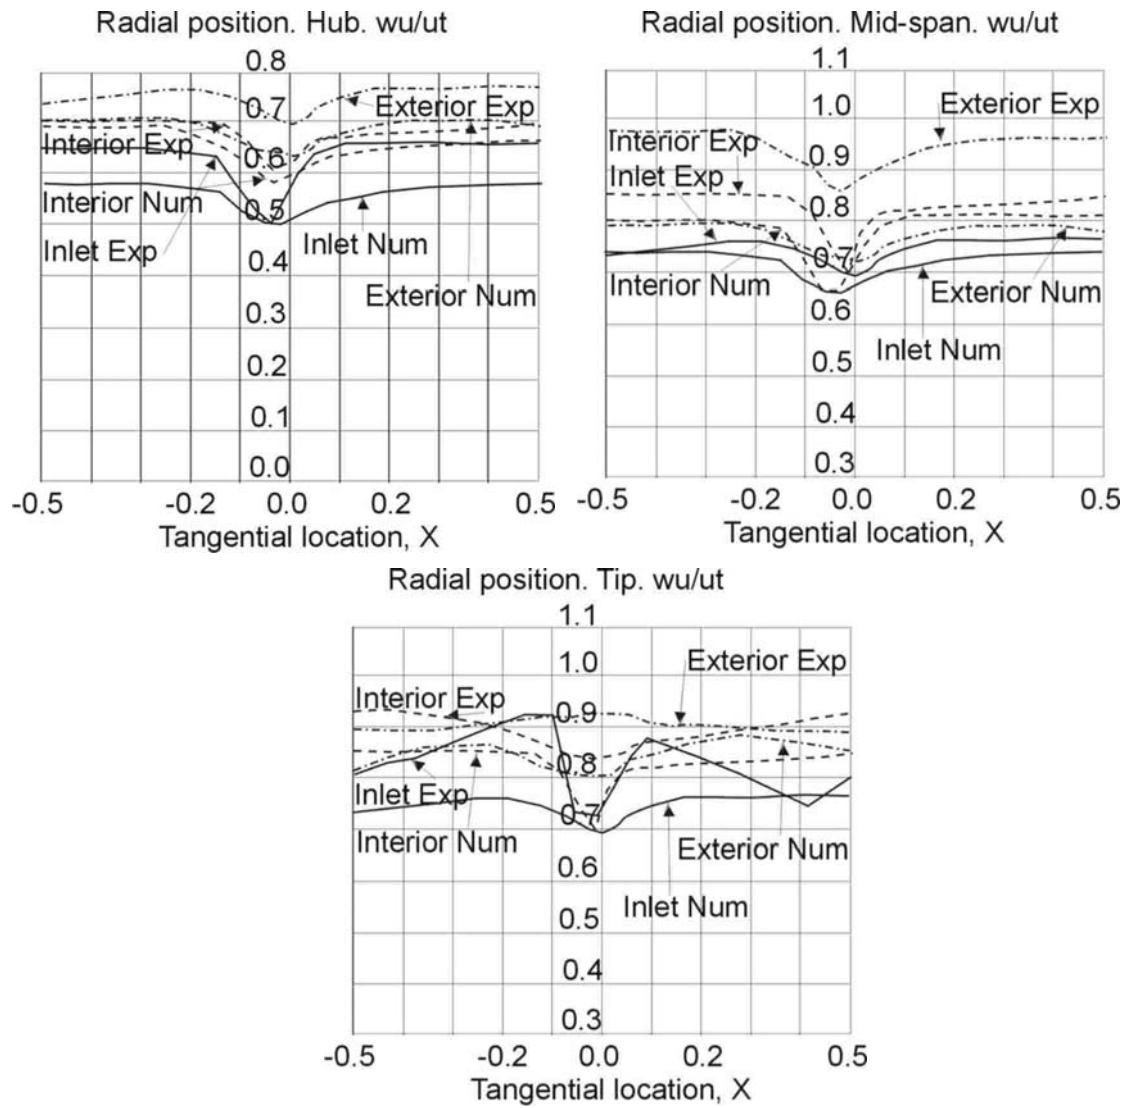 Radial position. Hub. wu/ut
0.8
0.7
Exterior Exp
Interior Exp
0.6
Interior Num
0.5
Inlet Exp
Inlet Num
0.4
Exterior Num
0.3
0.2
0.1
0.0
-0.5 -0.2 0.0 0.2 0.5
Tangential location, X
Radial position. Mid-span. wu/ut
1.1
1.0
Exterior Exp
Interior Exp
0.9
Inlet Exp
0.8
0.7
Interior Num
Exterior Num
0.6
Inlet Num
0.5
0.4
0.3
-0.5 -0.2 0.0 0.2 0.5
Tangential location, X
Radial position. Tip. wu/ut
1.1
1.0
Exterior Exp
Interior Exp
0.9
0.8
Inlet Exp
0.7
Interior Num
Exterior Num
0.6
Inlet Num
0.5
0.4
0.3
-0.5 -0.2 0.0 0.2 0.5
Tangential location, X